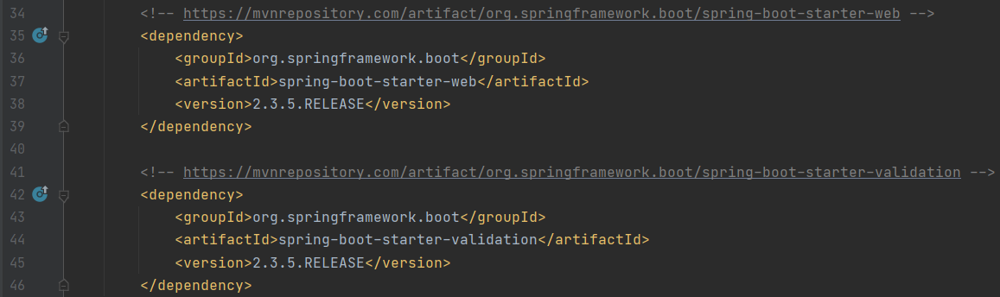 34 <!-- https://mvnrepository.com/artifact/org.springframework.boot/spring-boot-starter-web -->
35 <dependency>
36 <groupId>org.springframework.boot</groupId>
37 <artifactId>spring-boot-starter-web</artifactId>
38 <version>2.3.5.RELEASE</version>
39 </dependency>
40
41 <!-- https://mvnrepository.com/artifact/org.springframework.boot/spring-boot-starter-validation -->
42 <dependency>
43 <groupId>org.springframework.boot</groupId>
44 <artifactId>spring-boot-starter-validation</artifactId>
45 <version>2.3.5.RELEASE</version>
46 </dependency>